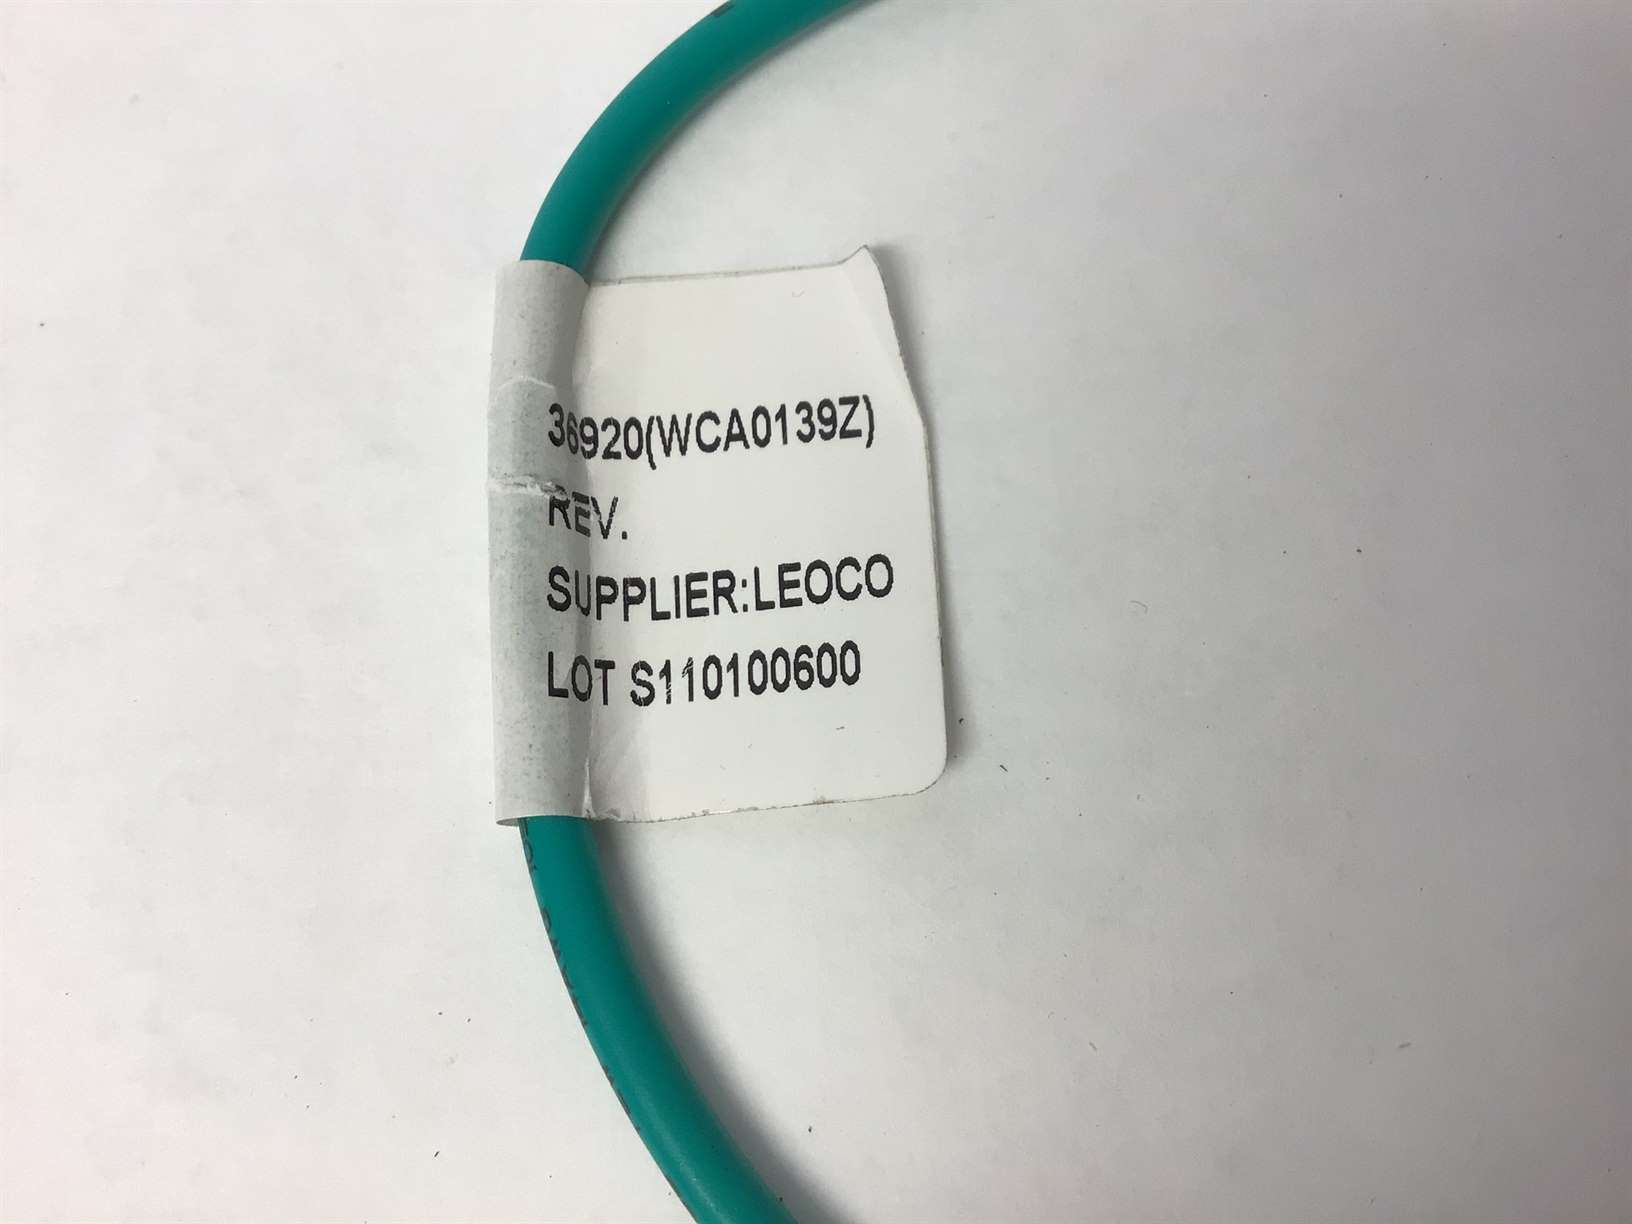 36920(WCA0139Z)
REV.
SUPPLIER:LEOCO
LOT S110100600